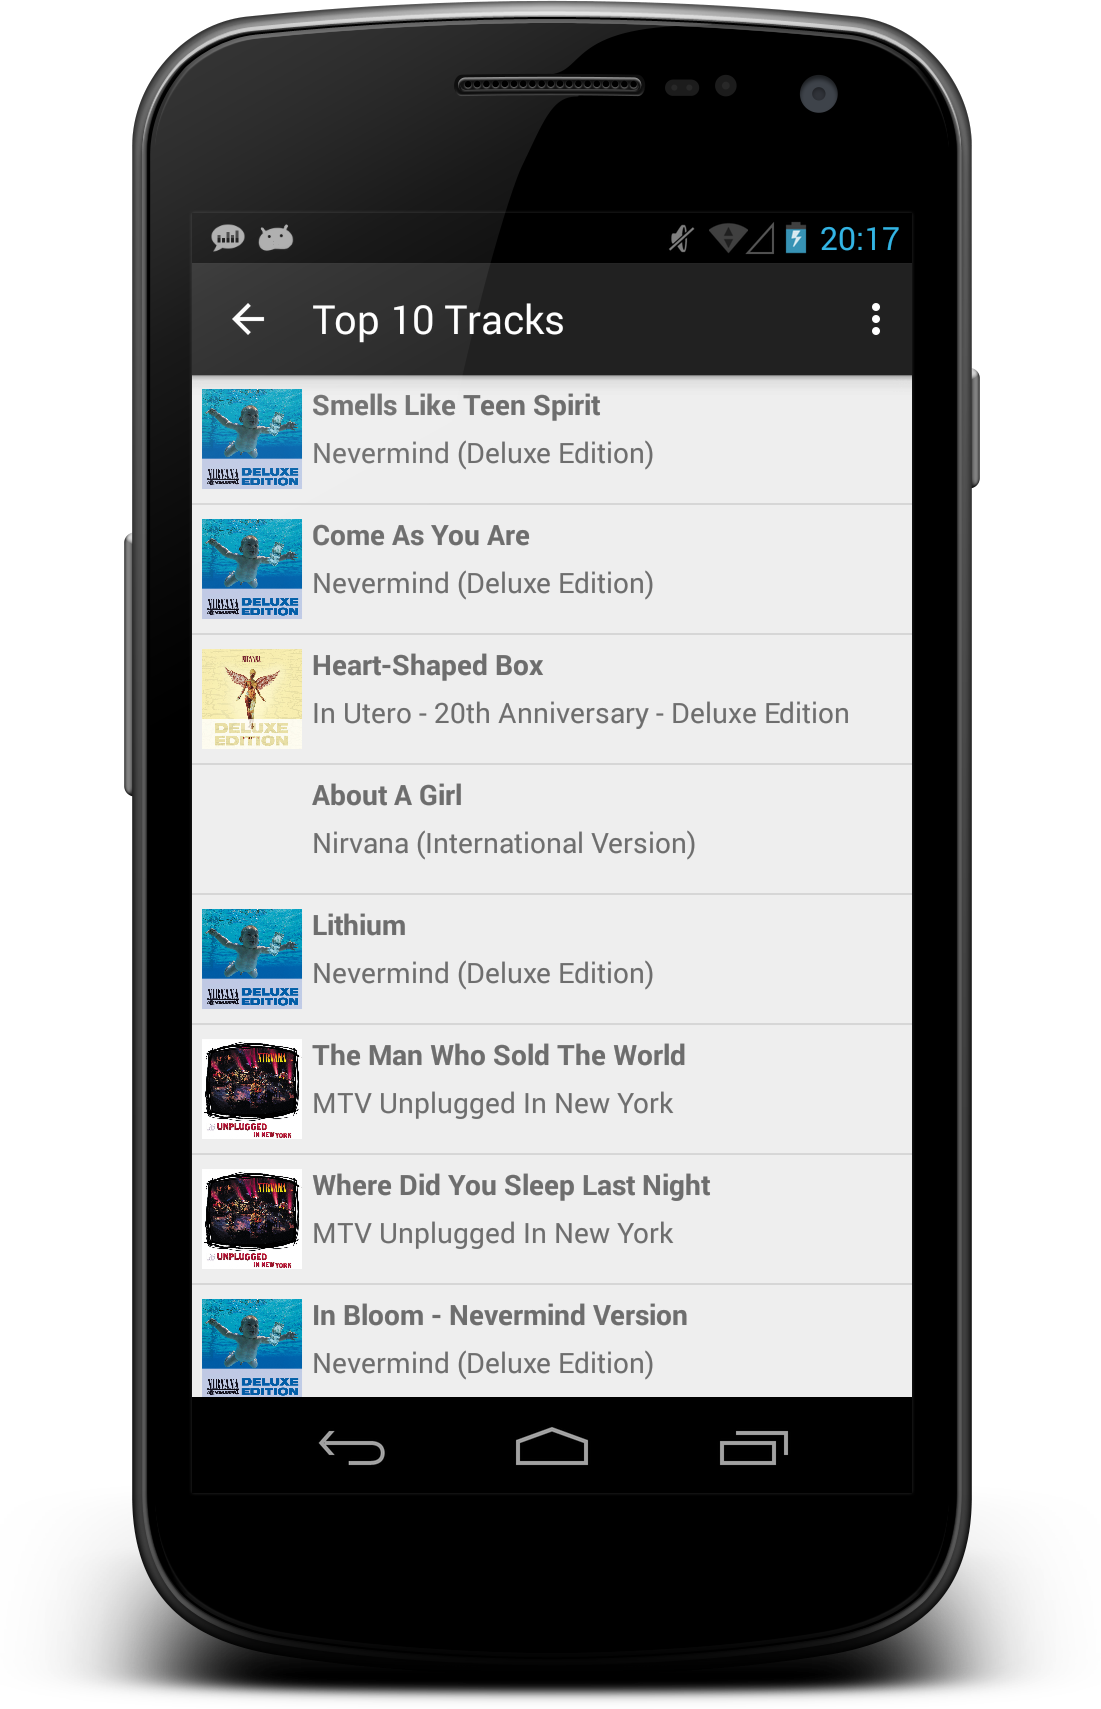 20:17
Top 10 Tracks
Smells Like Teen Spirit
Nevermind (Deluxe Edition)
NIRVANA DELUXE
EDITION
Come As You Are
Nevermind (Deluxe Edition)
NIRVANA DELUXE
EDITION
Heart-Shaped Box
In Utero - 20th Anniversary - Deluxe Edition
NIRVANA
DELUXE
EDITION
About A Girl
Nirvana (International Version)
Lithium
Nevermind (Deluxe Edition)
NIRVANA DELUXE
EDITION
The Man Who Sold The World
MTV Unplugged In New York
NIRVANA
UNPLUGGED
IN NEW YORK
Where Did You Sleep Last Night
MTV Unplugged In New York
NIRVANA
UNPLUGGED
IN NEW YORK
In Bloom - Nevermind Version
Nevermind (Deluxe Edition)
NIRVANA DELUXE
EDITION